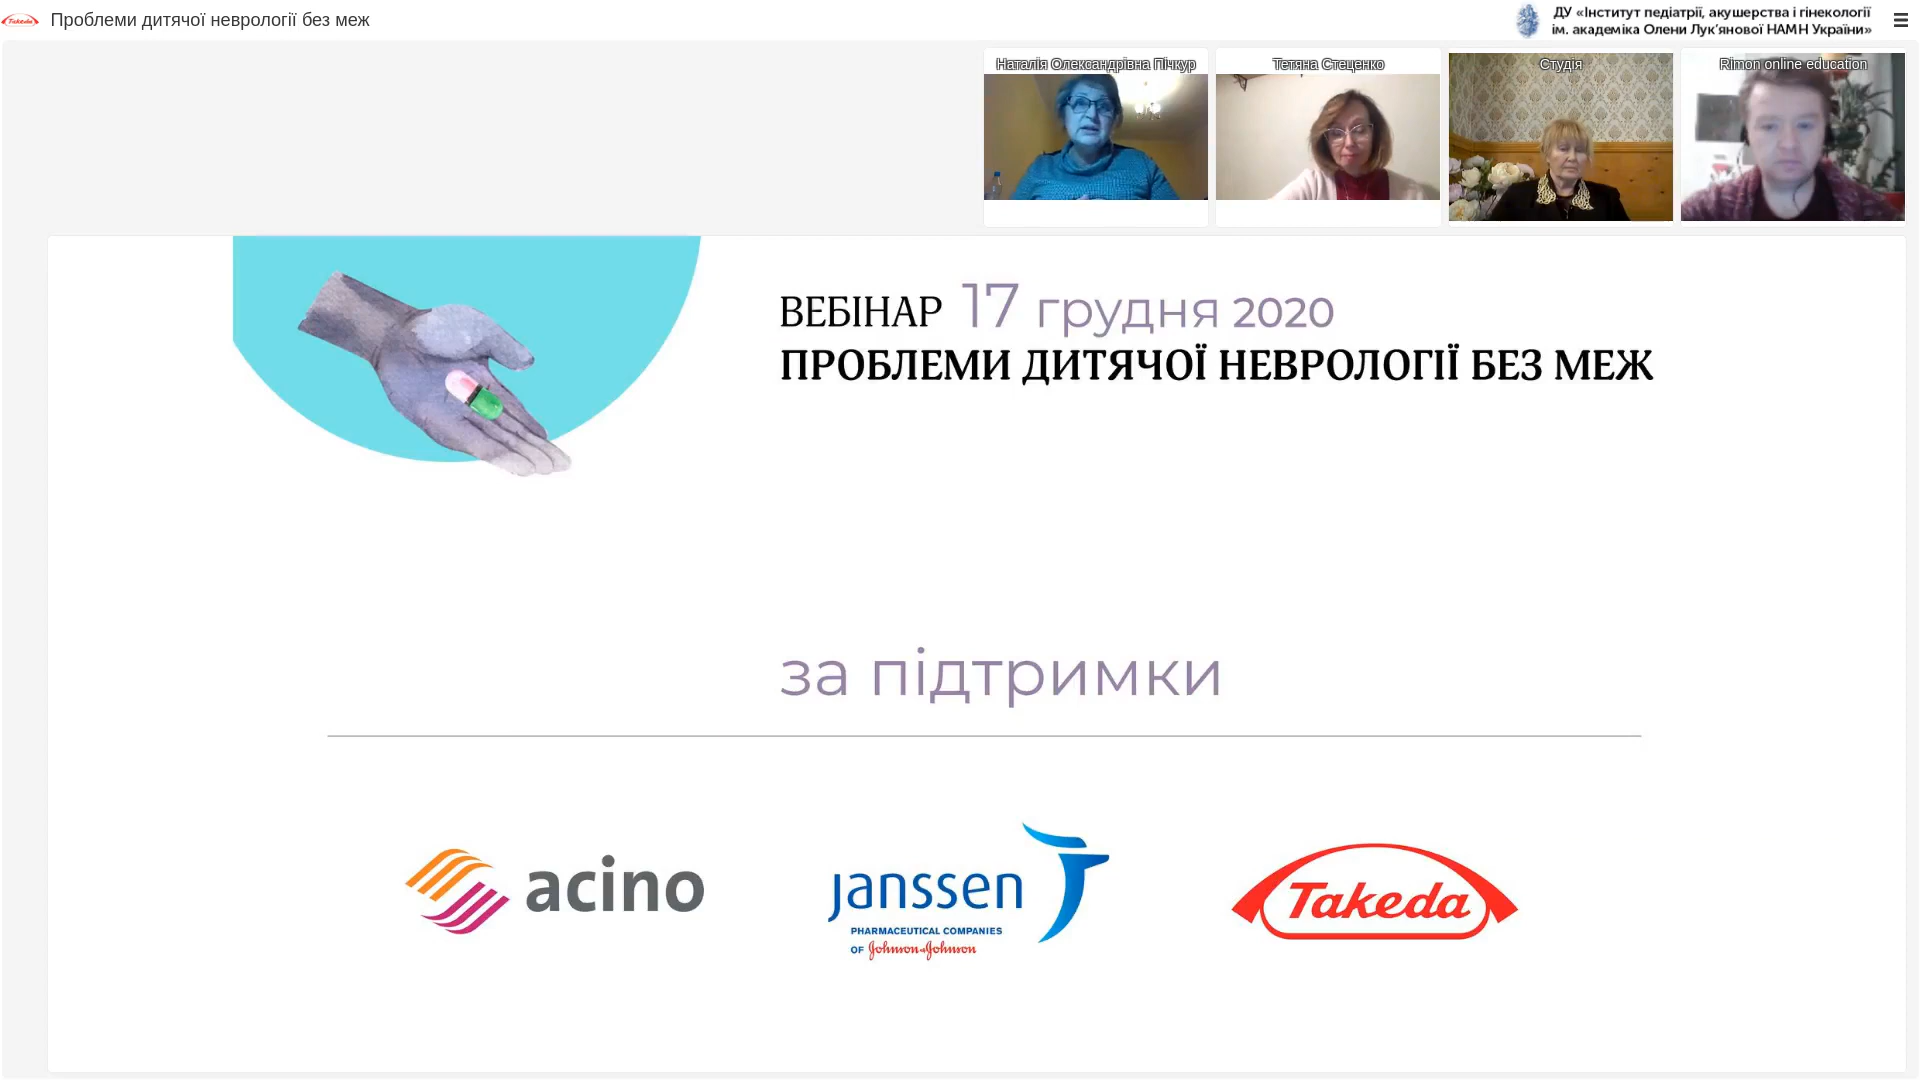 Takeda
Проблеми дитячої неврології без меж
ДУ «Інститут педіатрії, акушерства і гінекології
ім. академіка Олени Лук’янової НАМН України»
Наталія Олександрівна Пічкур
Тетяна Стеценко
Студія
Rimon online education
ВЕБІНАР 17 грудня 2020
ПРОБЛЕМИ ДИТЯЧОЇ НЕВРОЛОГІЇ БЕЗ МЕЖ
за підтримки
acino
janssen
PHARMACEUTICAL COMPANIES
OF Johnson & Johnson
Takeda